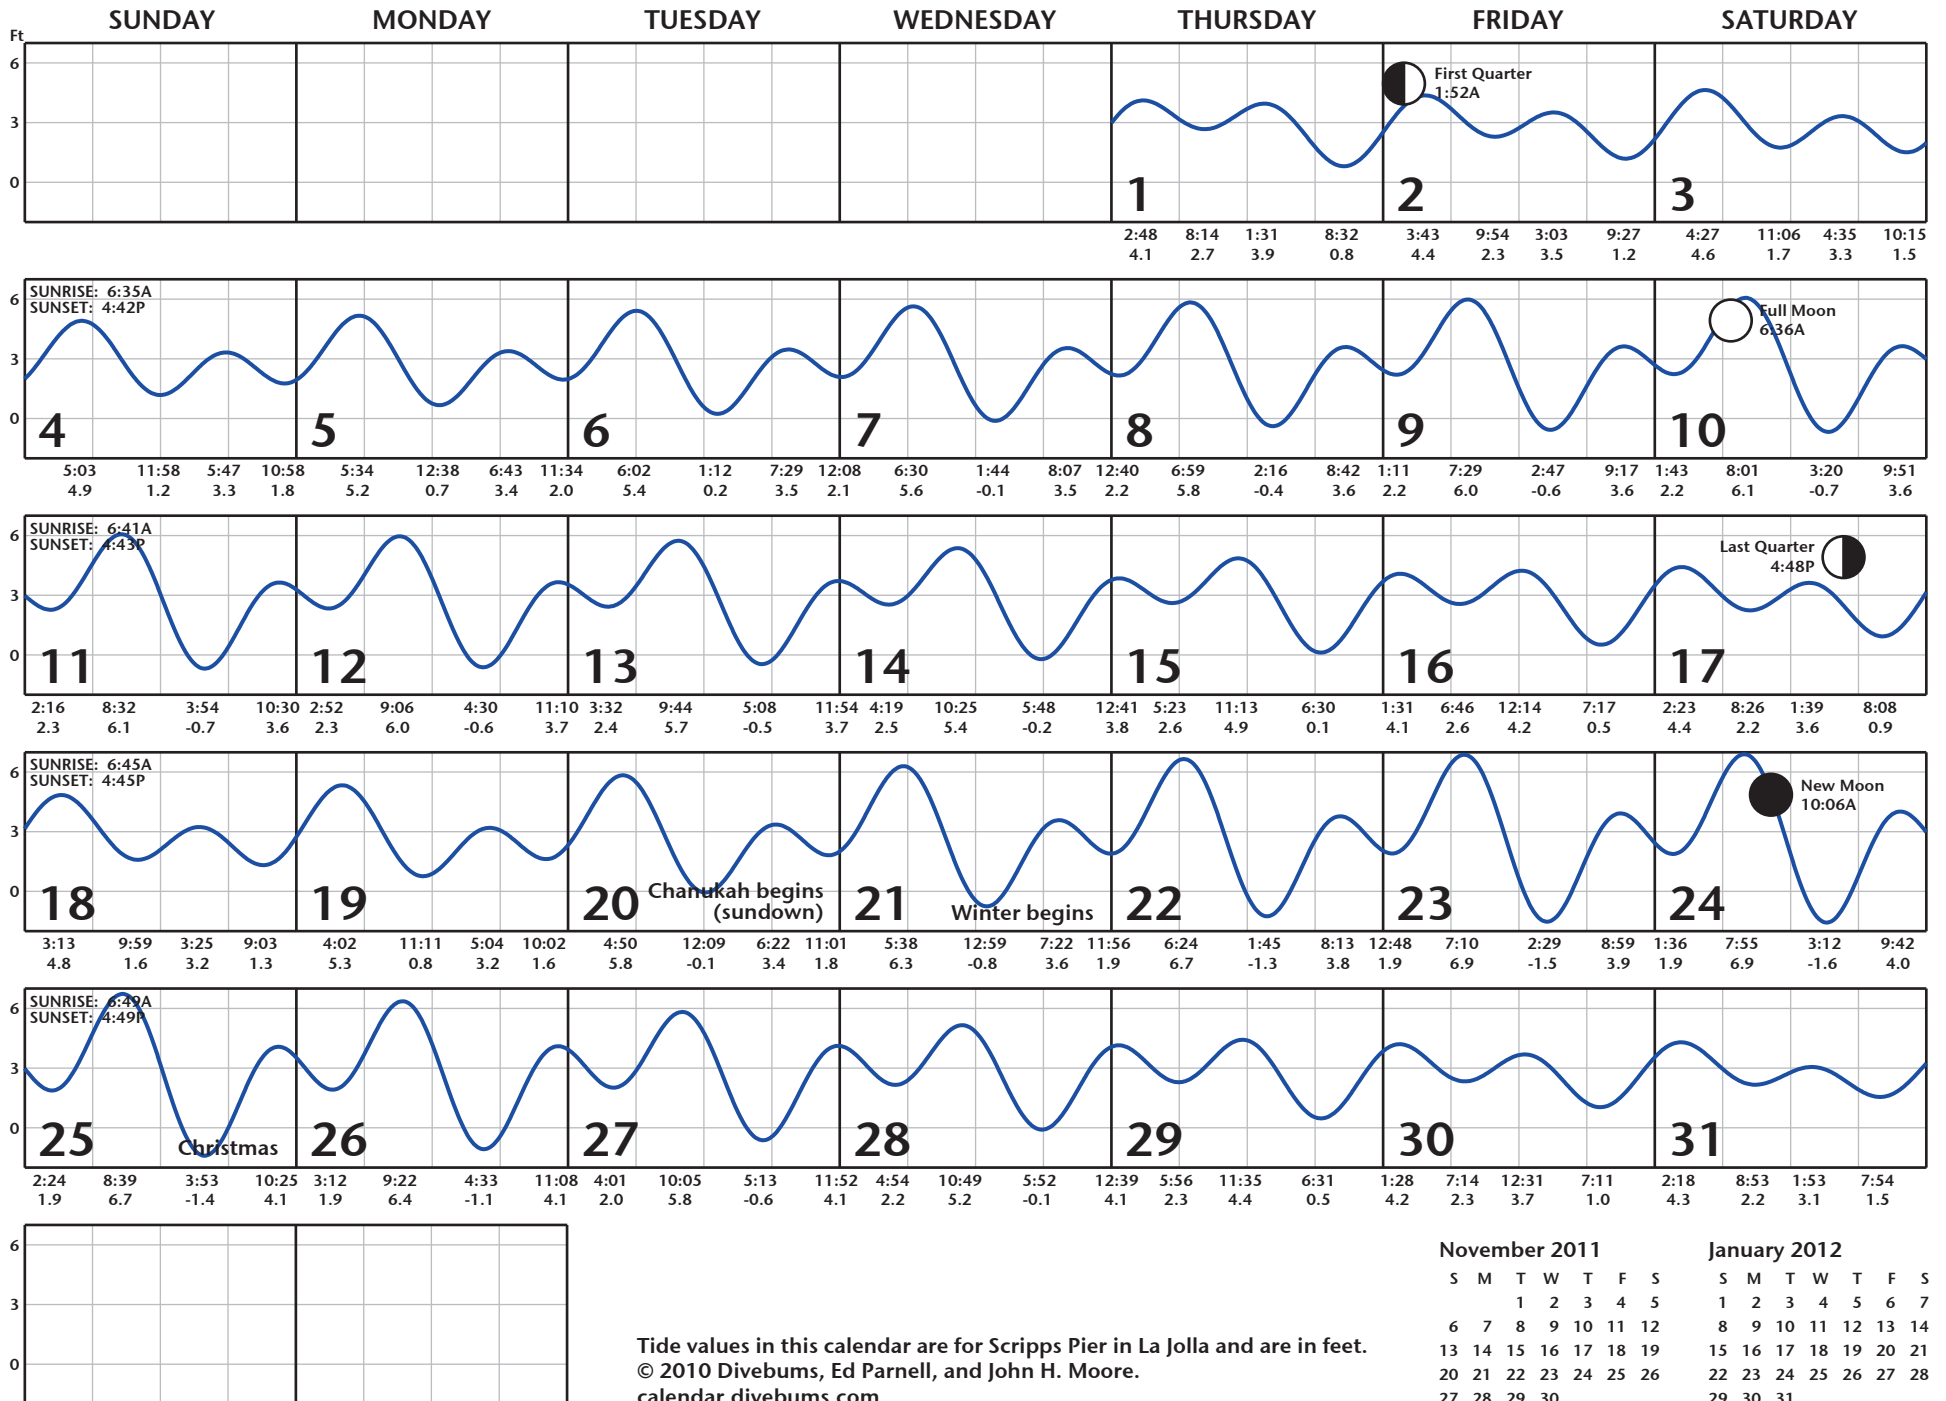 SUNDAY MONDAY TUESDAY WEDNESDAY THURSDAY FRIDAY SATURDAY
Ft
6
3
0
First Quarter
1:52A
1 2 3
2:48 8:14 1:31 8:32 3:43 9:54 3:03 9:27 4:27 11:06 4:35 10:15
4.1 2.7 3.9 0.8 4.4 2.3 3.5 1.2 4.6 1.7 3.3 1.5
SUNRISE: 6:35A
SUNSET: 4:42P
6
3
0
Full Moon
6:36A
4 5 6 7 8 9 10
5:03 11:58 5:47 10:58 5:34 12:38 6:43 11:34 6:02 1:12 7:29 12:08 6:30 1:44 8:07 12:40 6:59 2:16 8:42 1:11 7:29 2:47 9:17 1:43 8:01 3:20 9:51
4.9 1.2 3.3 1.8 5.2 0.7 3.4 2.0 5.4 0.2 3.5 2.1 5.6 -0.1 3.5 2.2 5.8 -0.4 3.6 2.2 6.0 -0.6 3.6 2.2 6.1 -0.7 3.6
SUNRISE: 6:41A
SUNSET: 4:43P
6
3
0
Last Quarter
4:48P
11 12 13 14 15 16 17
2:16 8:32 3:54 10:30 2:52 9:06 4:30 11:10 3:32 9:44 5:08 11:54 4:19 10:25 5:48 12:41 5:23 11:13 6:30 1:31 6:46 12:14 7:17 2:23 8:26 1:39 8:08
2.3 6.1 -0.7 3.6 2.3 6.0 -0.6 3.7 2.4 5.7 -0.5 3.7 2.5 5.4 -0.2 3.8 2.6 4.9 0.1 4.1 2.6 4.2 0.5 4.4 2.2 3.6 0.9
SUNRISE: 6:45A
SUNSET: 4:45P
6
3
0
New Moon
10:06A
18 19 20 21 22 23 24
Chanukah begins
(sundown)
Winter begins
3:13 9:59 3:25 9:03 4:02 11:11 5:04 10:02 4:50 12:09 6:22 11:01 5:38 12:59 7:22 11:56 6:24 1:45 8:13 12:48 7:10 2:29 8:59 1:36 7:55 3:12 9:42
4.8 1.6 3.2 1.3 5.3 0.8 3.2 1.6 5.8 -0.1 3.4 1.8 6.3 -0.8 3.6 1.9 6.7 -1.3 3.8 1.9 6.9 -1.5 3.9 1.9 6.9 -1.6 4.0
SUNRISE: 6:49A
SUNSET: 4:49P
6
3
0
25 26 27 28 29 30 31
Christmas
2:24 8:39 3:53 10:25 3:12 9:22 4:33 11:08 4:01 10:05 5:13 11:52 4:54 10:49 5:52 12:39 5:56 11:35 6:31 1:28 7:14 12:31 7:11 2:18 8:53 1:53 7:54
1.9 6.7 -1.4 4.1 1.9 6.4 -1.1 4.1 2.0 5.8 -0.6 4.1 2.2 5.2 -0.1 4.1 2.3 4.4 0.5 4.2 2.3 3.7 1.0 4.3 2.2 3.1 1.5
6
3
0
Tide values in this calendar are for Scripps Pier in La Jolla and are in feet.
© 2010 Divebums, Ed Parnell, and John H. Moore.
calendar.divebums.com
November 2011
S M T W T F S
1 2 3 4 5
6 7 8 9 10 11 12
13 14 15 16 17 18 19
20 21 22 23 24 25 26
27 28 29 30
January 2012
S M T W T F S
1 2 3 4 5 6 7
8 9 10 11 12 13 14
15 16 17 18 19 20 21
22 23 24 25 26 27 28
29 30 31